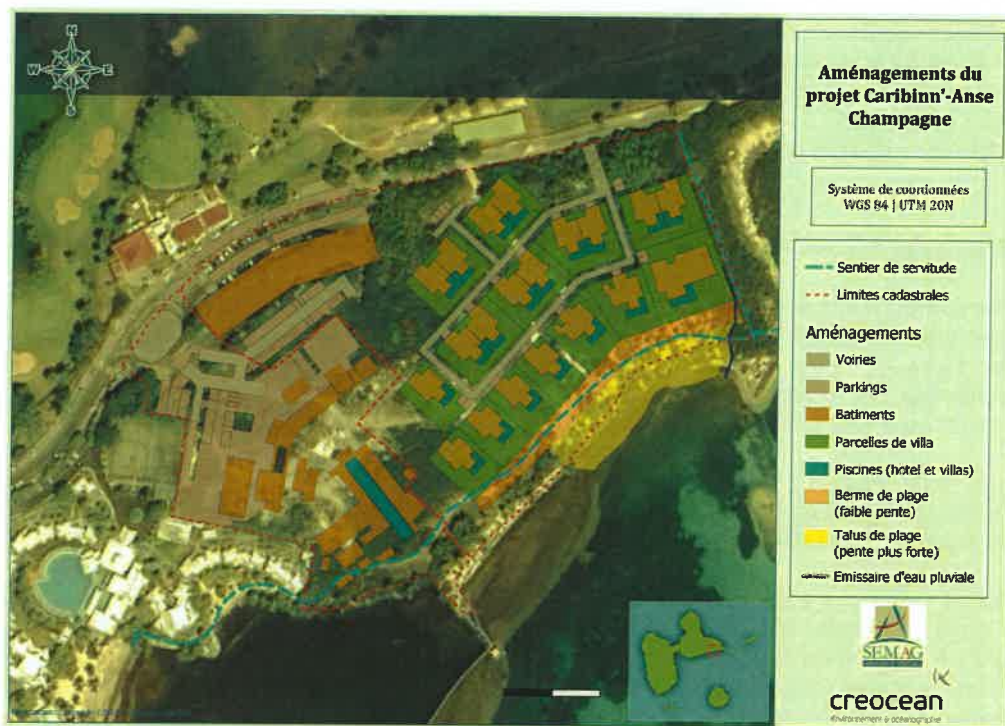 N
W E
S
Aménagements du
projet Caribinn'-Anse
Champagne
Système de coordonnées
WGS 84 | UTM 20N
Sentier de servitude
Limites cadastrales
Aménagements
Voiries
Parkings
Batiments
Parcelles de villa
Piscines (hotel et villas)
Berme de plage
(faible pente)
Talus de plage
(pente plus forte)
Emissaire d'eau pluviale
SEMAG
creocean
Environnement & océanographie